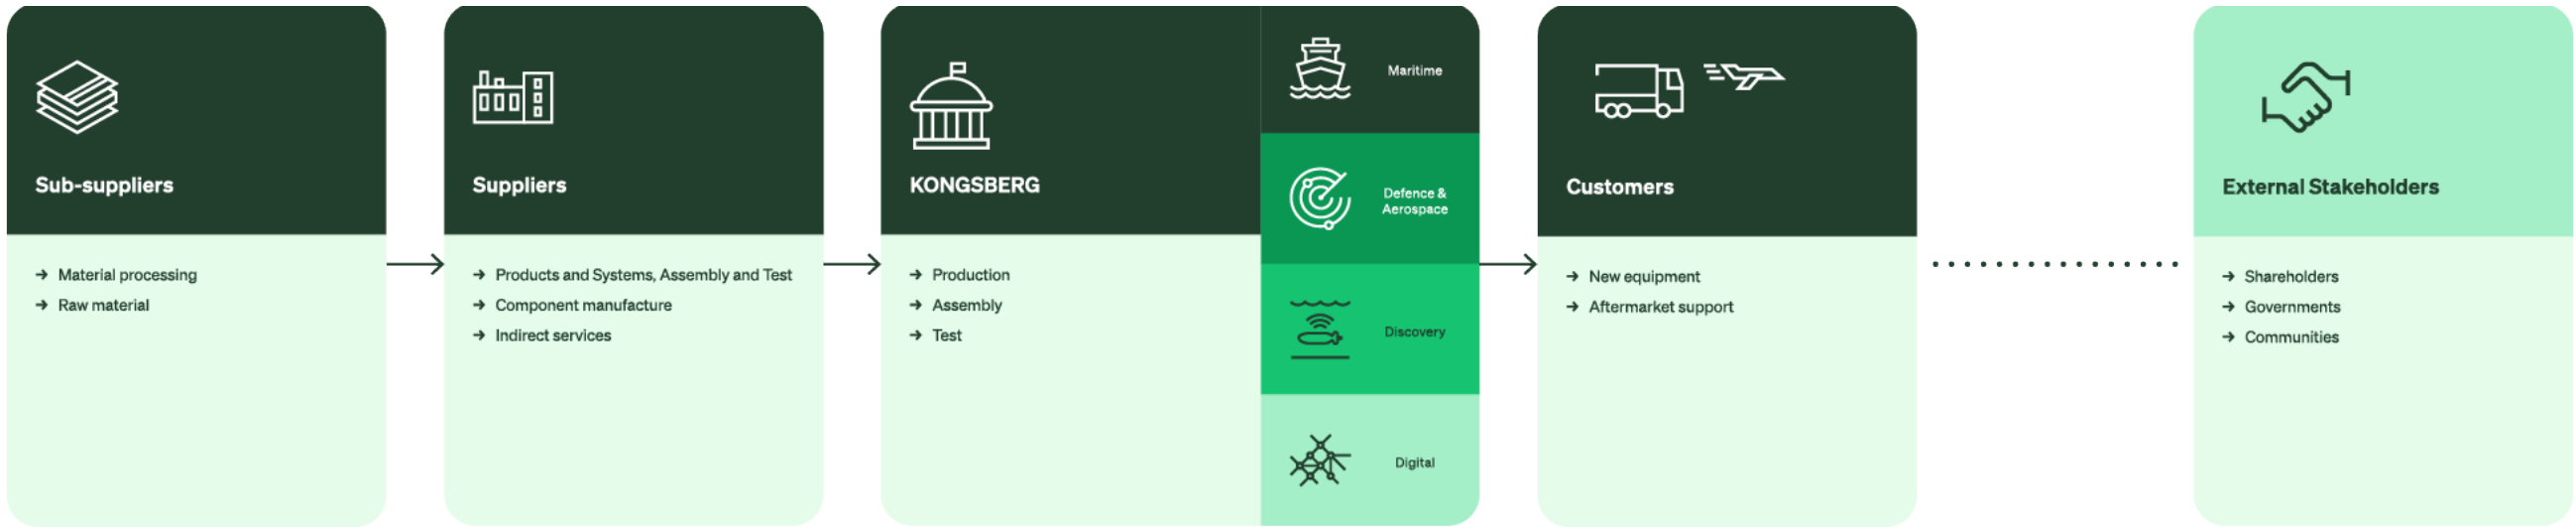 Sub-suppliers
→ Material processing
→ Raw material
Suppliers
→ Products and Systems, Assembly and Test
→ Component manufacture
→ Indirect services
KONGSBERG
→ Production
→ Assembly
→ Test
Maritime
Defence &
Aerospace
Discovery
Digital
Customers
→ New equipment
→ Aftermarket support
External Stakeholders
→ Shareholders
→ Governments
→ Communities